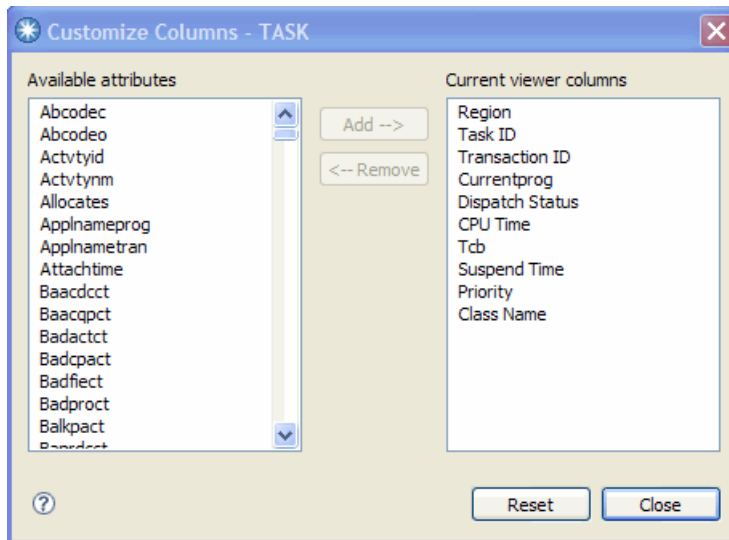 Customize Columns - TASK
Available attributes
Abcodec
Abcodeo
Actvtyid
Actvtynm
Allocates
Applnameprog
Applnametran
Attachtime
Baacdcct
Baacqpct
Badactct
Badcpact
Badfiect
Badproct
Balkpact
Add -->
<-- Remove
Current viewer columns
Region
Task ID
Transaction ID
Currentprog
Dispatch Status
CPU Time
Tcb
Suspend Time
Priority
Class Name
?
Reset
Close